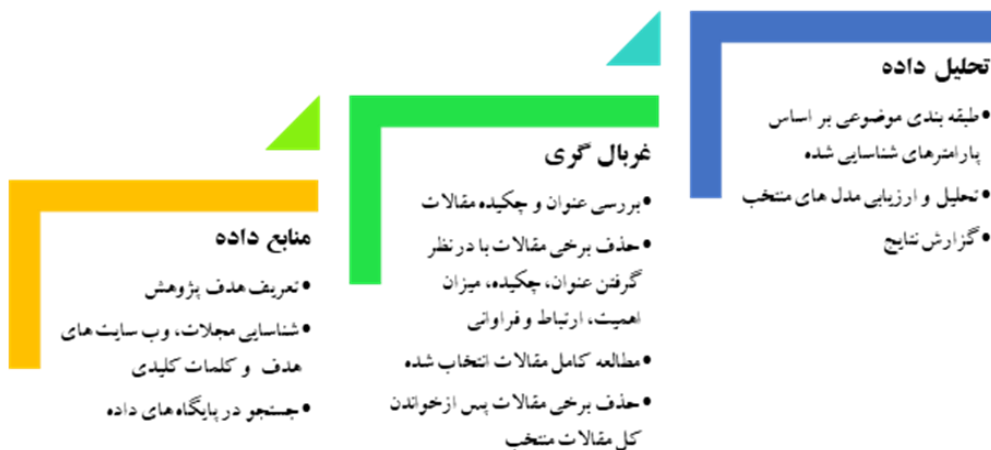 منابع داده
•تعریف هدف پژوهش
•شناسایی مجلات، وب سایت های
هدف و کلمات کلیدی
•جستجو در پایگاه های داده
غربال گری
•بررسی عنوان و چکیده مقالات
•حذف برخی مقالات با در نظر
گرفتن عنوان، چکیده، میزان
اهمیت، ارتباط و فراوانی
•مطالعه کامل مقالات انتخاب شده
•حذف برخی مقالات پس از خواندن
کل مقالات منتخب
تحلیل داده
•طبقه بندی موضوعی بر اساس
پارامترهای شناسایی شده
•تحلیل و ارزیابی مدل های منتخب
•گزارش نتایج